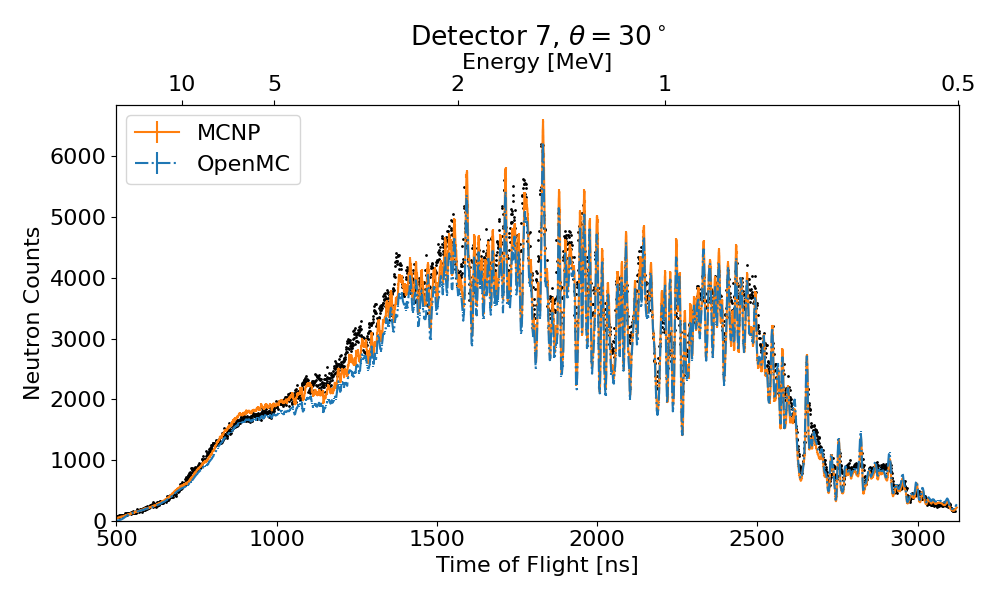 Detector 7, θ = 30°
Energy [MeV]
10 5 2 1 0.5
MCNP
OpenMC
6000
5000
4000
3000
2000
1000
0
Neutron Counts
500 1000 1500 2000 2500 3000
Time of Flight [ns]